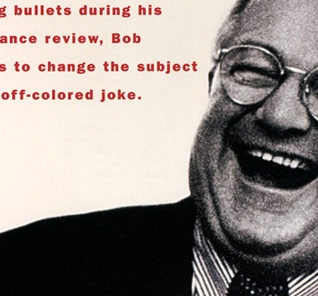 g bullets during his
ance review, Bob
s to change the subject
off-colored joke.